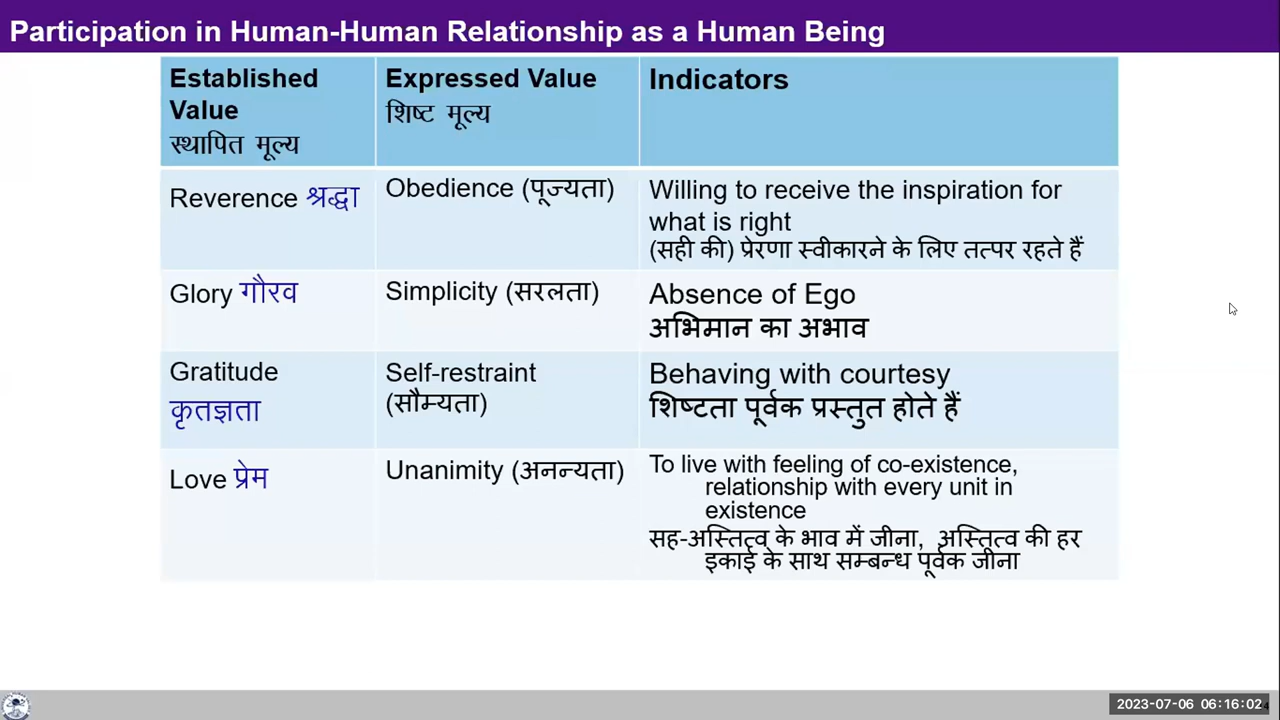 Participation in Human-Human Relationship as a Human Being
Established
Value
स्थापित मूल्य
Expressed Value
शिष्ट मूल्य
Indicators
Reverence श्रद्धा
Obedience (पूज्यता)
Willing to receive the inspiration for
what is right
(सही की) प्रेरणा स्वीकारने के लिए तत्पर रहते हैं
Glory गौरव
Simplicity (सरलता)
Absence of Ego
अभिमान का अभाव
Gratitude
कृतज्ञता
Self-restraint
(सौम्यता)
Behaving with courtesy
शिष्टता पूर्वक प्रस्तुत होते हैं
Love प्रेम
Unanimity (अनन्यता)
To live with feeling of co-existence,
relationship with every unit in
existence
सह-अस्तित्व के भाव में जीना, अस्तित्व की हर
इकाई के साथ सम्बन्ध पूर्वक जीना
2023-07-06 06:16:02